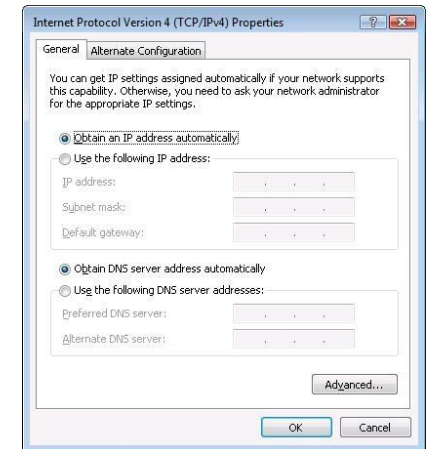 Internet Protocol Version 4 (TCP/IPv4) Properties
General
Alternate Configuration
You can get IP settings assigned automatically if your network supports
this capability. Otherwise, you need to ask your network administrator
for the appropriate IP settings.
Obtain an IP address automatically
Use the following IP address:
IP address:
Subnet mask:
Default gateway:
Obtain DNS server address automatically
Use the following DNS server addresses:
Preferred DNS server:
Alternate DNS server:
Advanced...
OK
Cancel